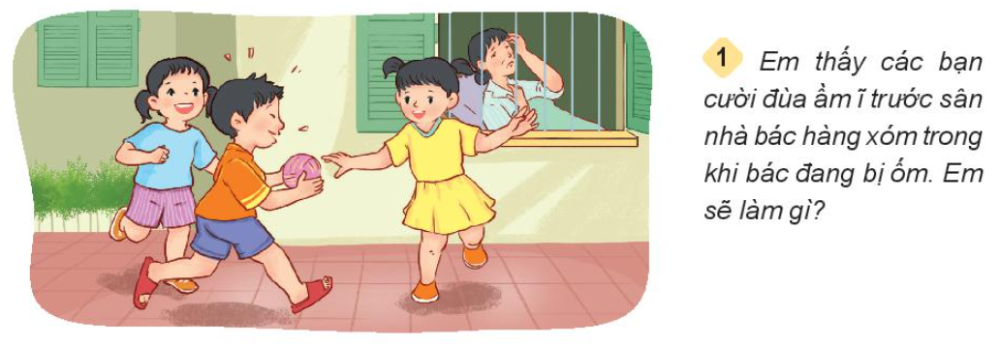 1 Em thấy các bạn
cười đùa ầm ĩ trước sân
nhà bác hàng xóm trong
khi bác đang bị ốm. Em
sẽ làm gì?